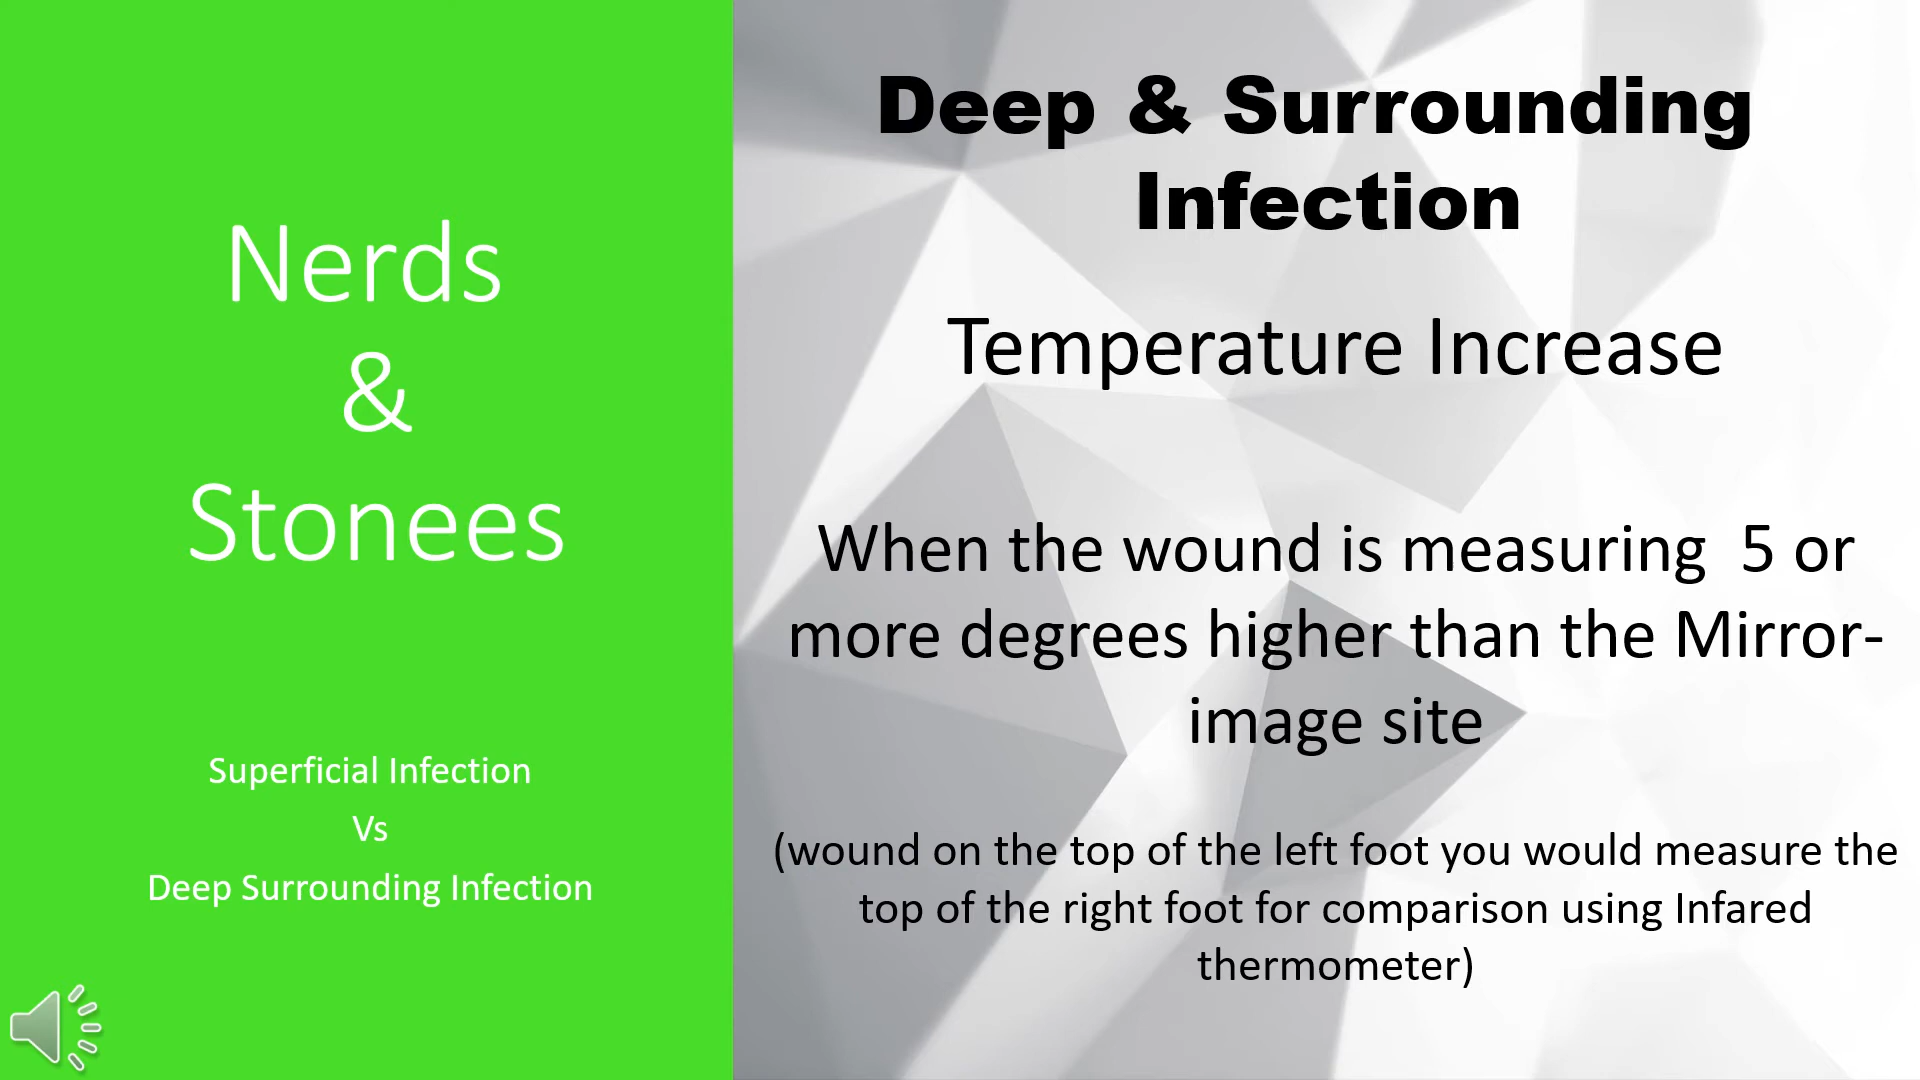 Nerds
&
Stonees
Superficial Infection
Vs
Deep Surrounding Infection
Deep & Surrounding
Infection
Temperature Increase
When the wound is measuring  5 or
more degrees higher than the Mirror-
image site
(wound on the top of the left foot you would measure the
top of the right foot for comparison using Infared
thermometer)